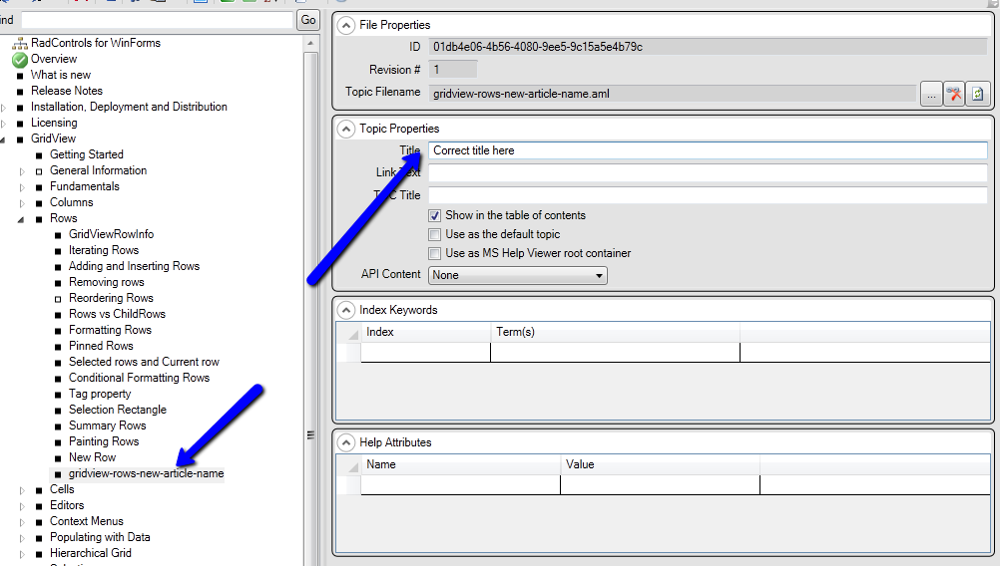 ind
Go
RadControls for WinForms
Overview
What is new
Release Notes
Installation, Deployment and Distribution
Licensing
GridView
Getting Started
General Information
Fundamentals
Columns
Rows
GridViewRowInfo
Iterating Rows
Adding and Inserting Rows
Removing rows
Reordering Rows
Rows vs ChildRows
Formatting Rows
Pinned Rows
Selected rows and Current row
Conditional Formatting Rows
Tag property
Selection Rectangle
Summary Rows
Painting Rows
New Row
gridview-rows-new-article-name
Cells
Editors
Context Menus
Populating with Data
Hierarchical Grid
File Properties
ID 01db4e06-4b56-4080-9ee5-9c15a5e4b79c
Revision # 1
Topic Filename gridview-rows-new-article-name.aml ...
Topic Properties
Title Correct title here
Link Text
Title
Show in the table of contents
Use as the default topic
Use as MS Help Viewer root container
API Content None
Index Keywords
Index Term(s)
Help Attributes
Name Value